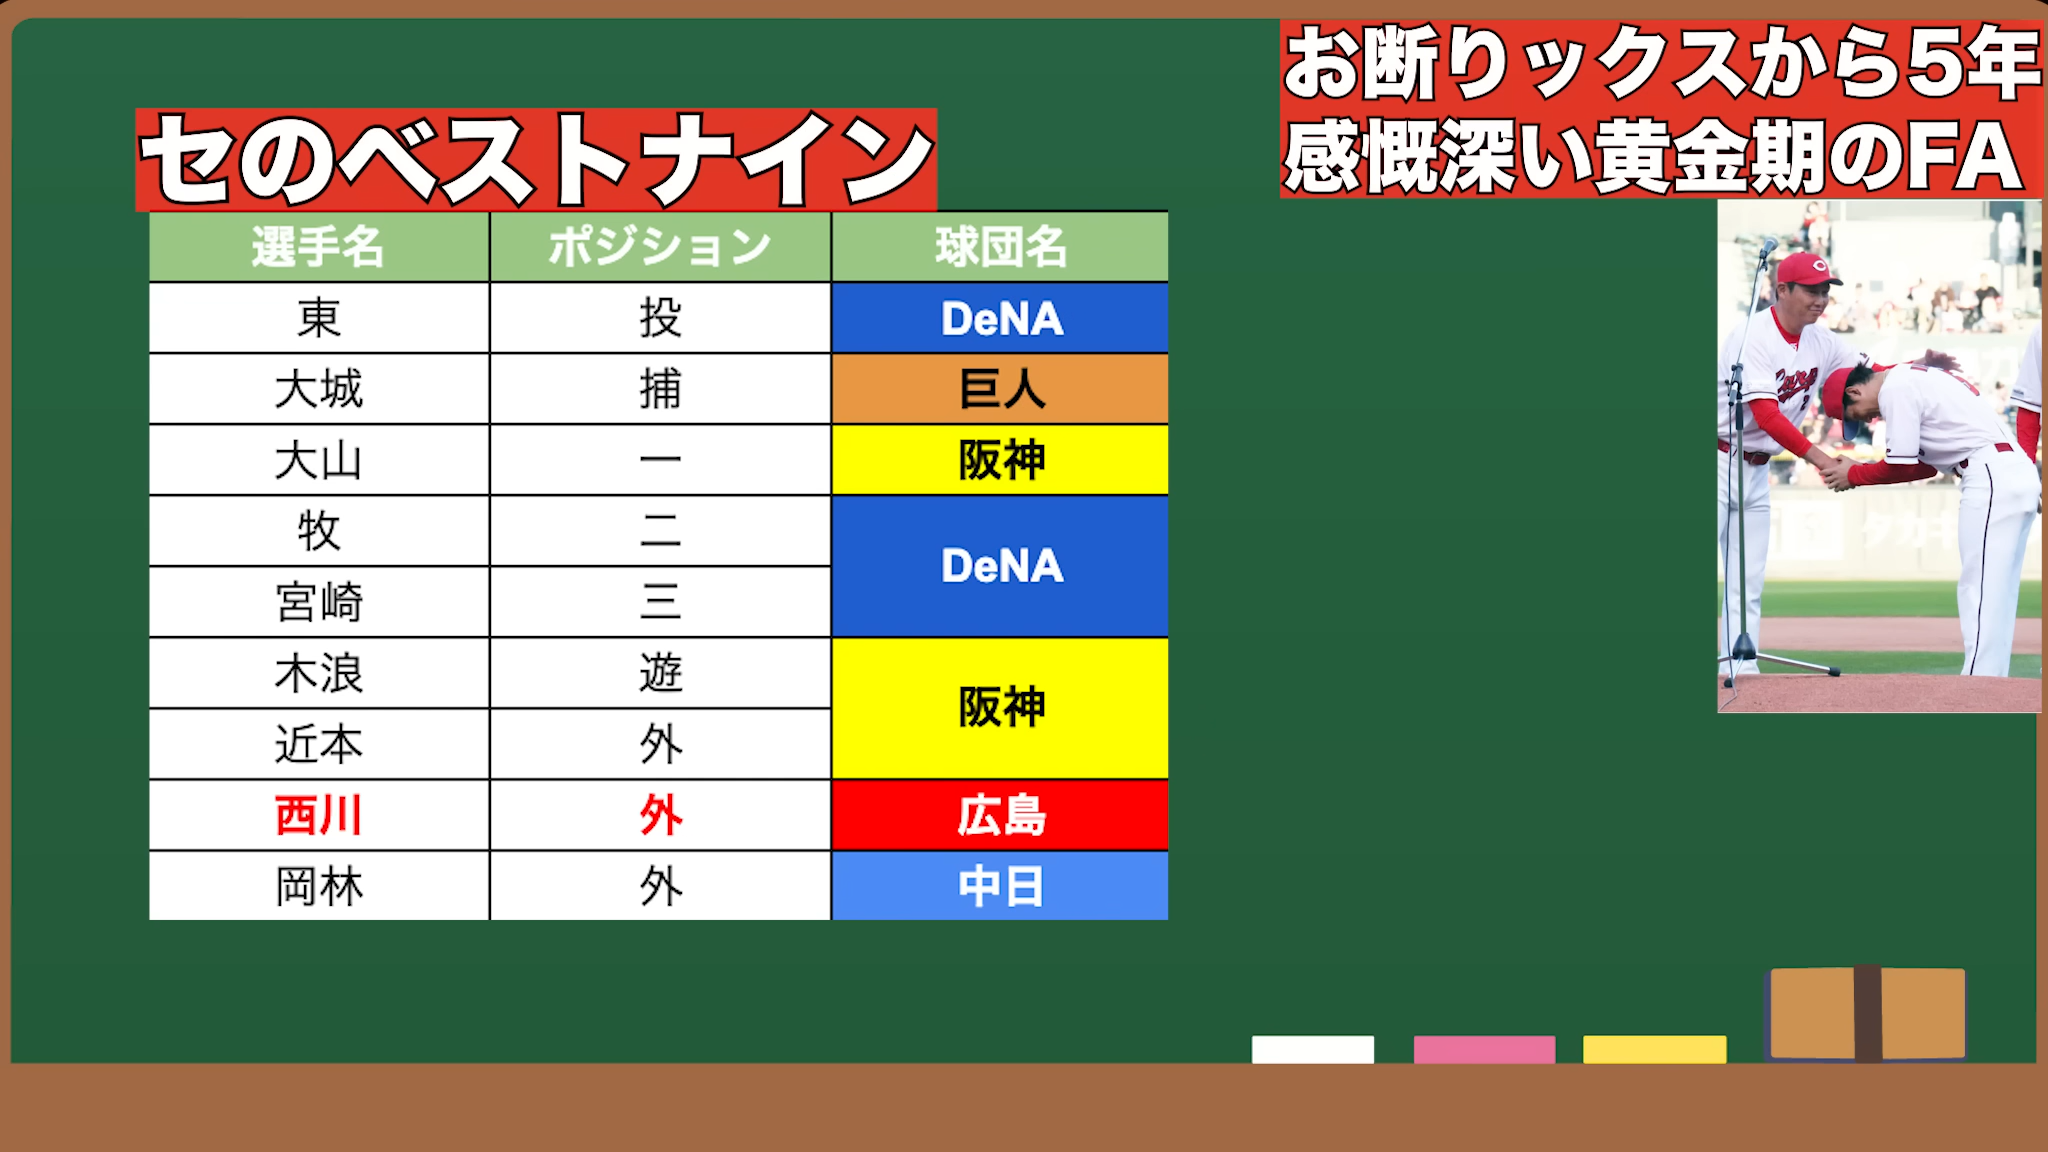 お断りックスから5年
感慨深い黄金期のFA
セのベストナイン
選手名 ポジション 球団名
東 投 DeNA
大城 捕 巨人
大山 一 阪神
牧 二 DeNA
宮崎 三
木浪 遊 阪神
近本 外
西川 外 広島
岡林 外 中日